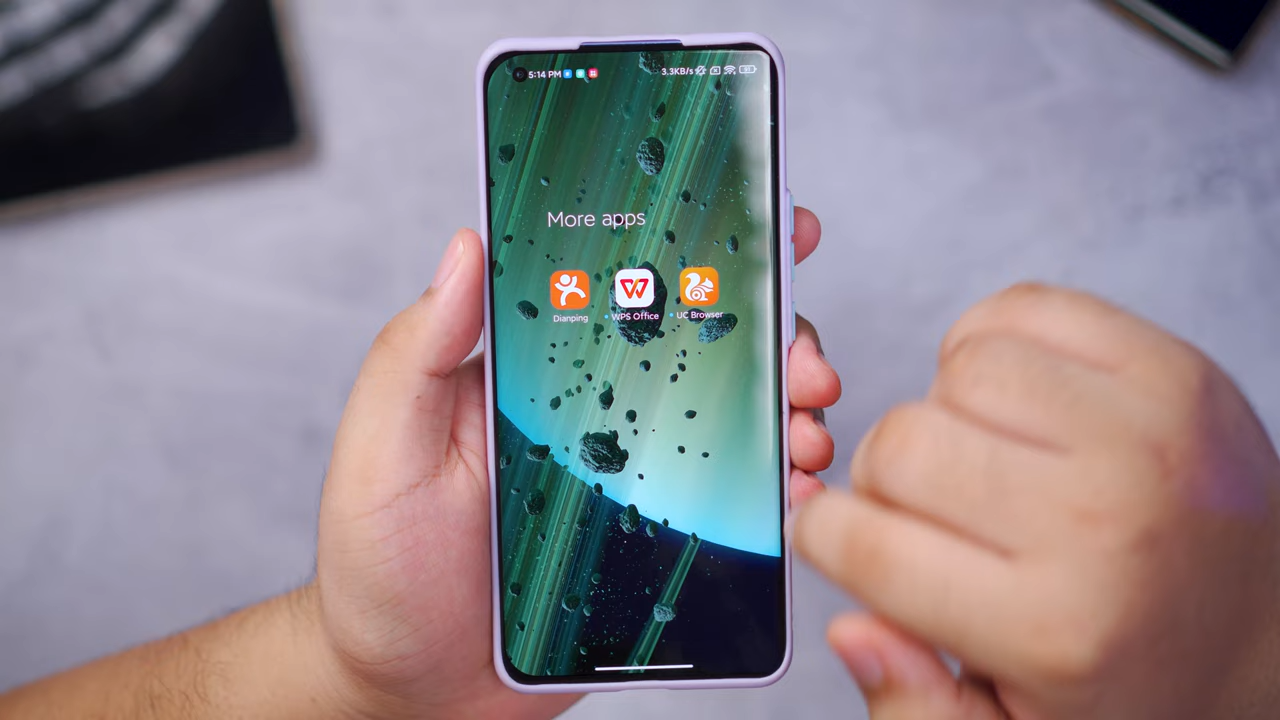 5:14 PM
3.3KB/s
More apps
Dianping
WPS Office
UC Browser